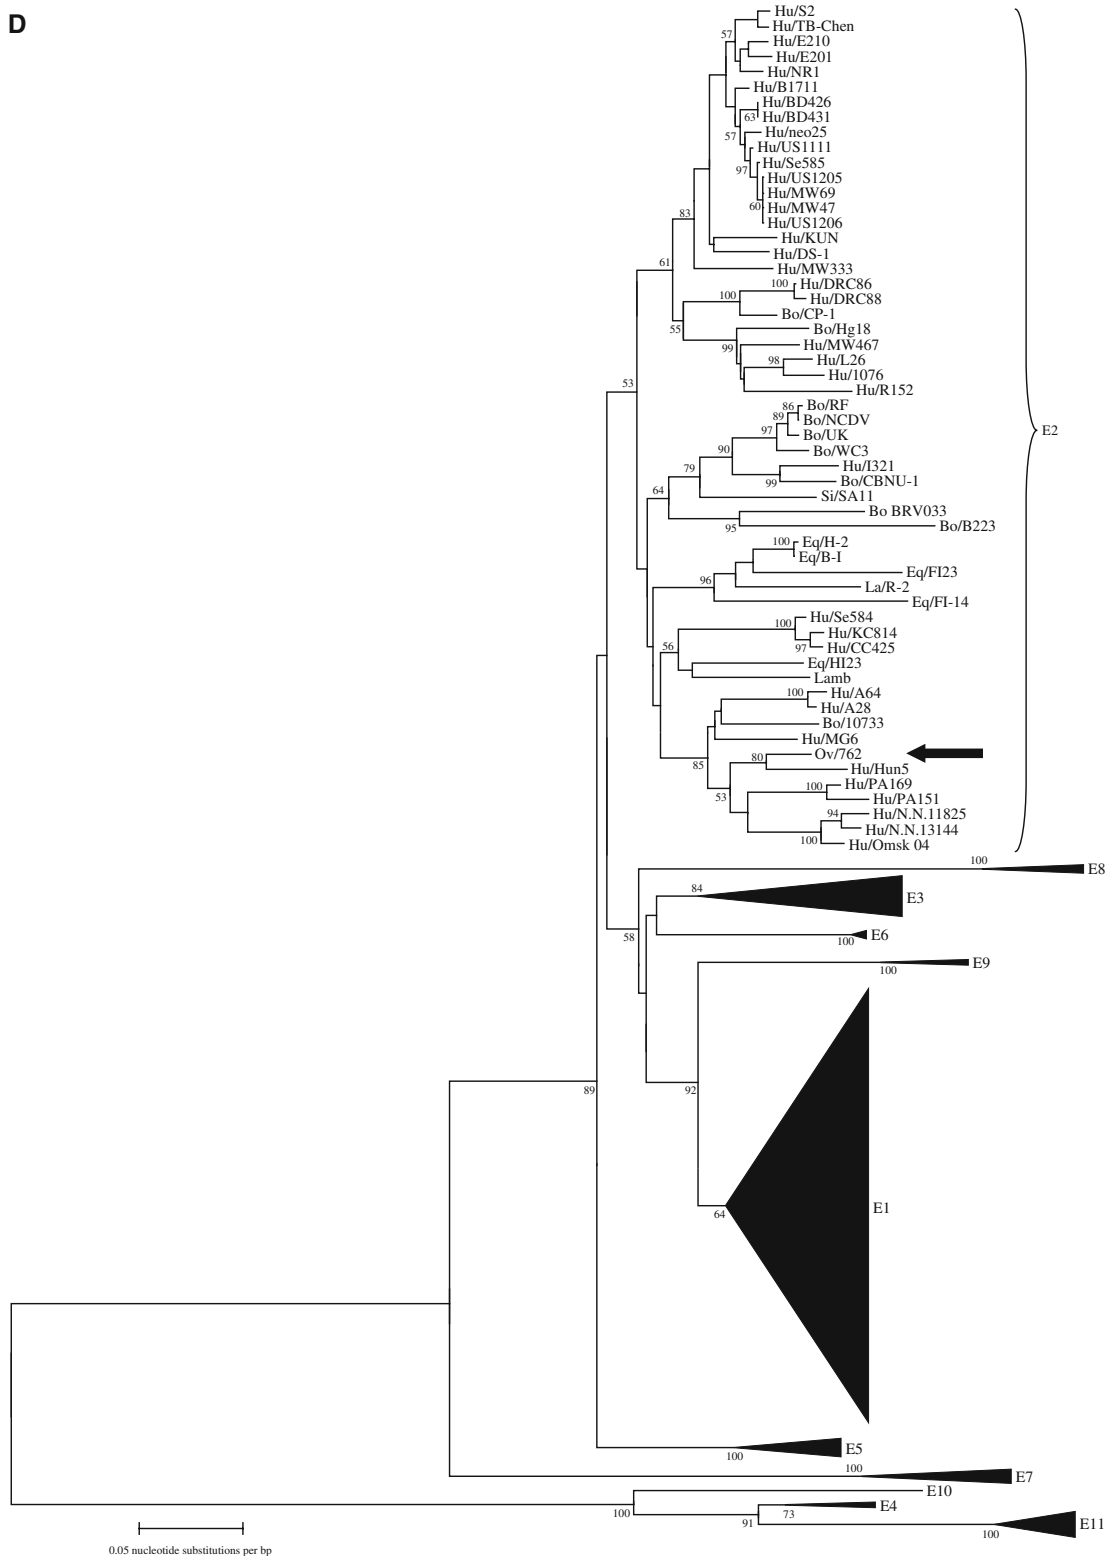 D
Hu/S2
Hu/TB-Chen
57
Hu/E210
Hu/E201
Hu/NR1
Hu/B1711
Hu/BD426
63
Hu/BD431
57
Hu/neo25
Hu/US1111
Hu/Se585
97
Hu/US1205
Hu/MW69
60
Hu/MW47
Hu/US1206
83
Hu/KUN
Hu/DS-1
61
Hu/MW333
100
Hu/DRC86
100
Hu/DRC88
Bo/CP-1
55
Bo/Hg18
99
Hu/MW467
98
Hu/L26
Hu/1076
53
Hu/R152
86
Bo/RF
89
Bo/NCDV
97
Bo/UK
90
Bo/WC3
79
Hu/I321
99
Bo/CBNU-1
64
Si/SA11
Bo BRV033
95
Bo/B223
E2
100
Eq/H-2
Eq/B-I
Eq/FI23
96
La/R-2
Eq/FI-14
Hu/Se584
100
Hu/KC814
97
Hu/CC425
56
Eq/HI23
Lamb
100
Hu/A64
Hu/A28
Bo/10733
Hu/MG6
85
80
Ov/762
Hu/Hun5
53
100
Hu/PA169
Hu/PA151
94
Hu/N.N.11825
Hu/N.N.13144
100
Hu/Omsk 04
100
E8
84
E3
58
100
E6
E9
100
89
92
E1
64
E5
100
100
E7
E10
100
E4
73
91
E11
100
0.05 nucleotide substitutions per bp